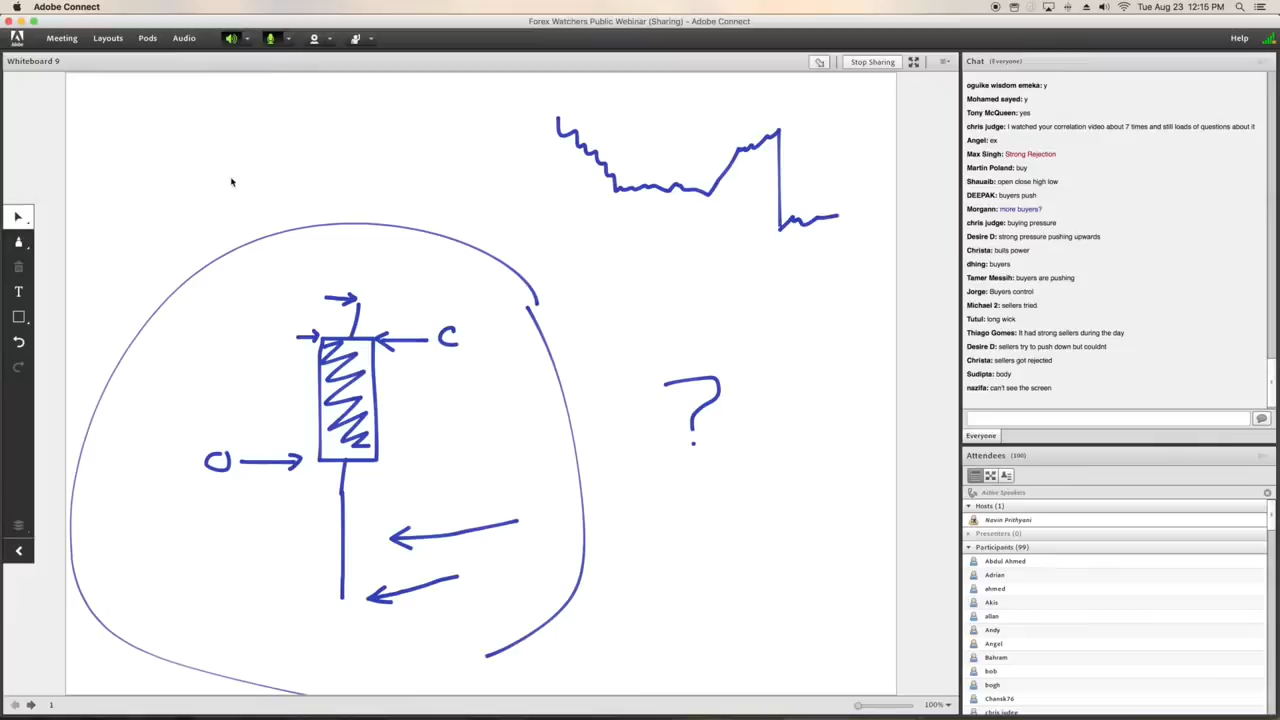 Adobe Connect
Tue Aug 23 12:15 PM
Forex Watchers Public Webinar (Sharing) - Adobe Connect
Meeting Layouts Pods Audio Help
Whiteboard 9
Stop Sharing
C
O
?
T
1
100%
Chat (Everyone)
oguike wisdom emeka: y
Mohamed sayed: y
Tony McQueen: yes
chris judge: I watched your correlation video about 7 times and still loads of questions about it
Angel: ex
Max Singh: Strong Rejection
Martin Poland: buy
Shauaib: open close high low
DEEPAK: buyers push
Morgann: more buyers?
chris judge: buying pressure
Desire D: strong pressure pushing upwards
Christa: bulls power
dhing: buyers
Tamer Messih: buyers are pushing
Jorge: Buyers control
Michael 2: sellers tried
Tutul: long wick
Thiago Gomes: It had strong sellers during the day
Desire D: sellers try to push down but couldnt
Christa: sellers got rejected
Sudipta: body
nazifa: can't see the screen
Everyone
Attendees (100)
Active Speakers
Hosts (1)
Navin Prithyani
Presenters (0)
Participants (99)
Abdul Ahmed
Adrian
ahmed
Akis
allan
Andy
Angel
Bahram
bob
bogh
Chansk76
chris judge